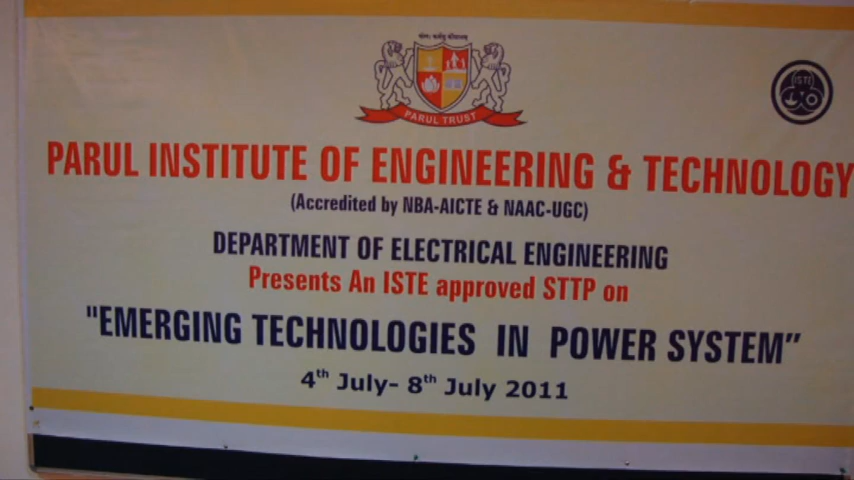 PARUL TRUST
ISTE
PARUL INSTITUTE OF ENGINEERING & TECHNOLOGY
(Accredited by NBA-AICTE & NAAC-UGC)
DEPARTMENT OF ELECTRICAL ENGINEERING
Presents An ISTE approved STTP on
"EMERGING TECHNOLOGIES IN POWER SYSTEM”
4th July- 8th July 2011